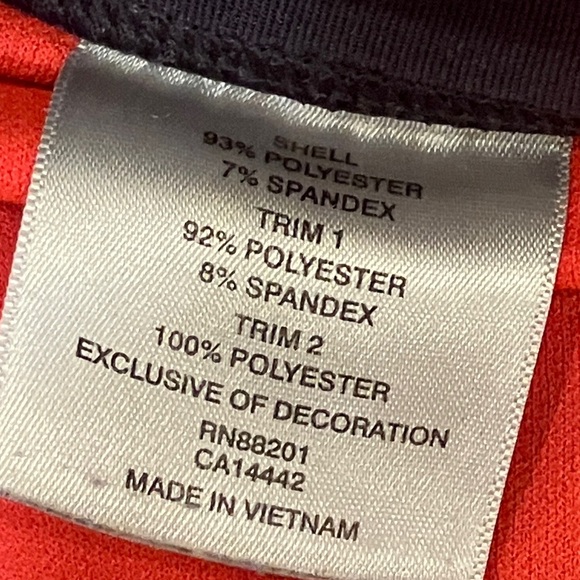 SHELL
93% POLYESTER
7% SPANDEX
TRIM 1
92% POLYESTER
8% SPANDEX
TRIM 2
100% POLYESTER
EXCLUSIVE OF DECORATION
RN88201
CA14442
MADE IN VIETNAM